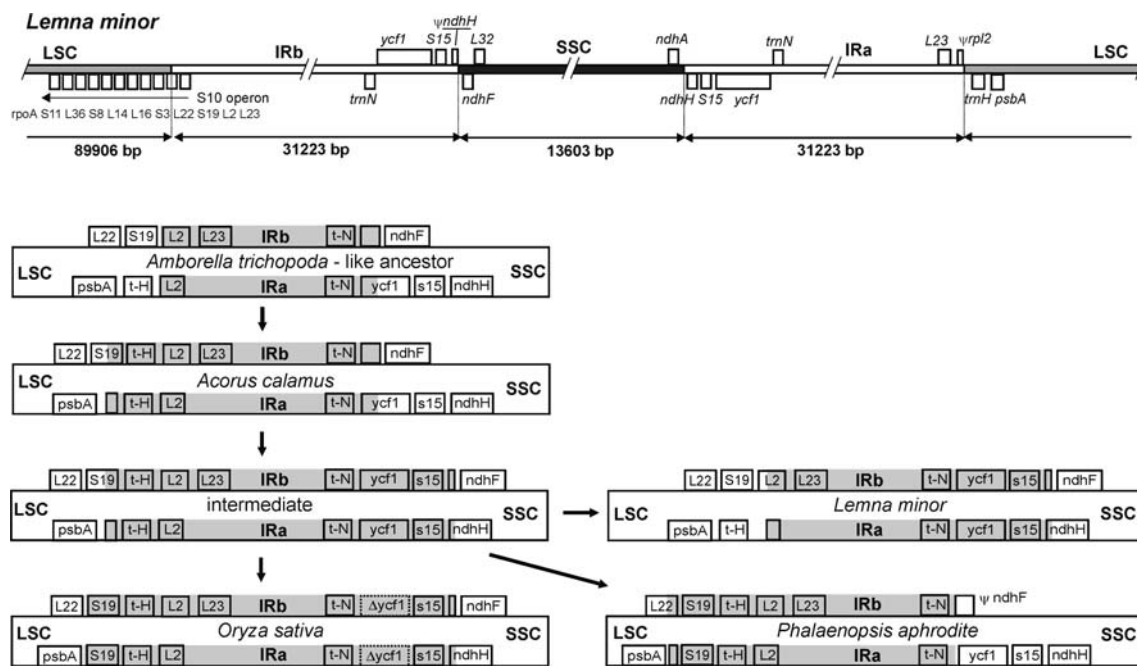 Lemna minor
ψndhH
LSC IRb ycf1 S15 L32 SSC ndhA trnN IRa L23 ψrpl2 LSC
S10 operon trnN ndhF ndhH S15 ycf1 trnH psbA
rpoA S11 L36 S8 L14 L16 S3 L22 S19 L2 L23
89906 bp 31223 bp 13603 bp 31223 bp
L22 S19 L2 L23 IRb t-N ndhF
LSC Amborella trichopoda - like ancestor SSC
psbA t-H L2 IRa t-N ycf1 s15 ndhH
L22 S19 t-H L2 L23 IRb t-N ndhF
LSC Acorus calamus SSC
psbA t-H L2 IRa t-N ycf1 s15 ndhH
L22 S19 t-H L2 L23 IRb t-N ycf1 s15 ndhF
LSC intermediate SSC
psbA t-H L2 IRa t-N ycf1 s15 ndhH
L22 S19 L2 L23 IRb t-N ycf1 s15 ndhF
LSC Lemna minor SSC
psbA t-H IRa t-N ycf1 s15 ndhH
L22 S19 t-H L2 L23 IRb t-N Δycf1 s15 ndhF
LSC Oryza sativa SSC
psbA S19 t-H L2 IRa t-N Δycf1 s15 ndhH
L22 S19 t-H L2 L23 IRb t-N ψ ndhF
LSC Phalaenopsis aphrodite SSC
psbA S19 t-H L2 IRa t-N ycf1 s15 ndhH